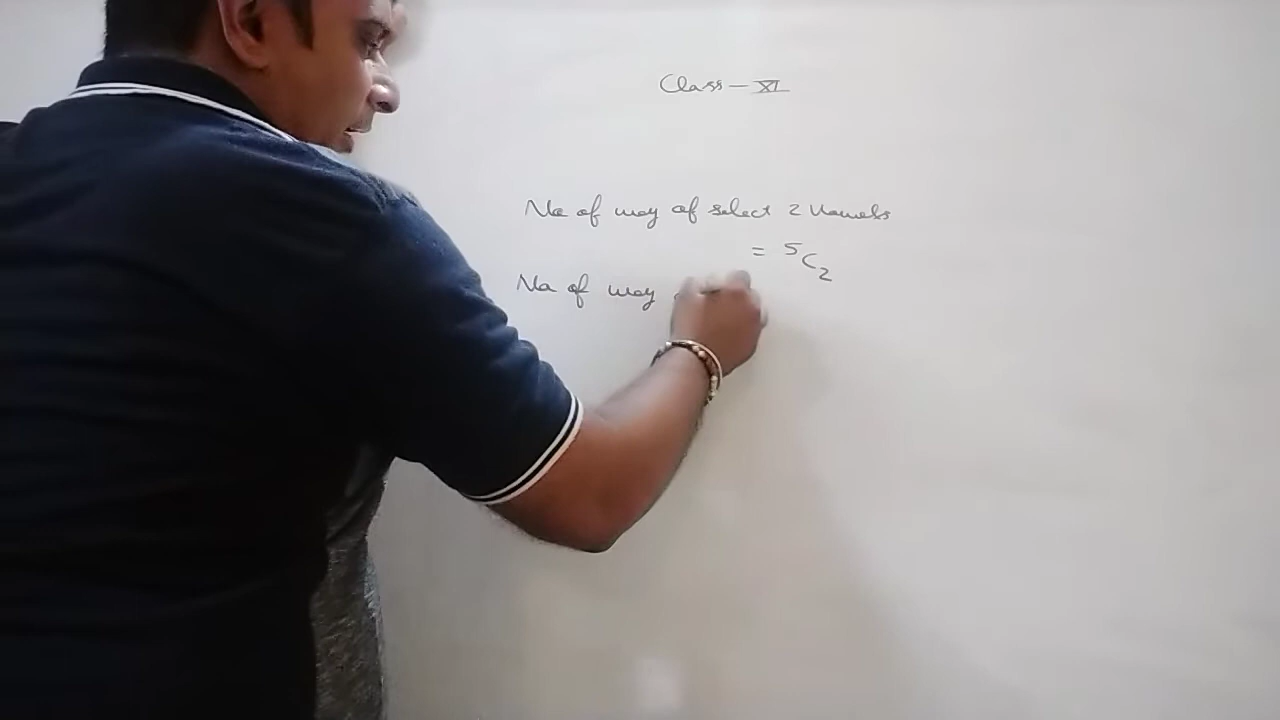 Class - XI
No of way of select 2 vowels
= ⁵C₂
No of way